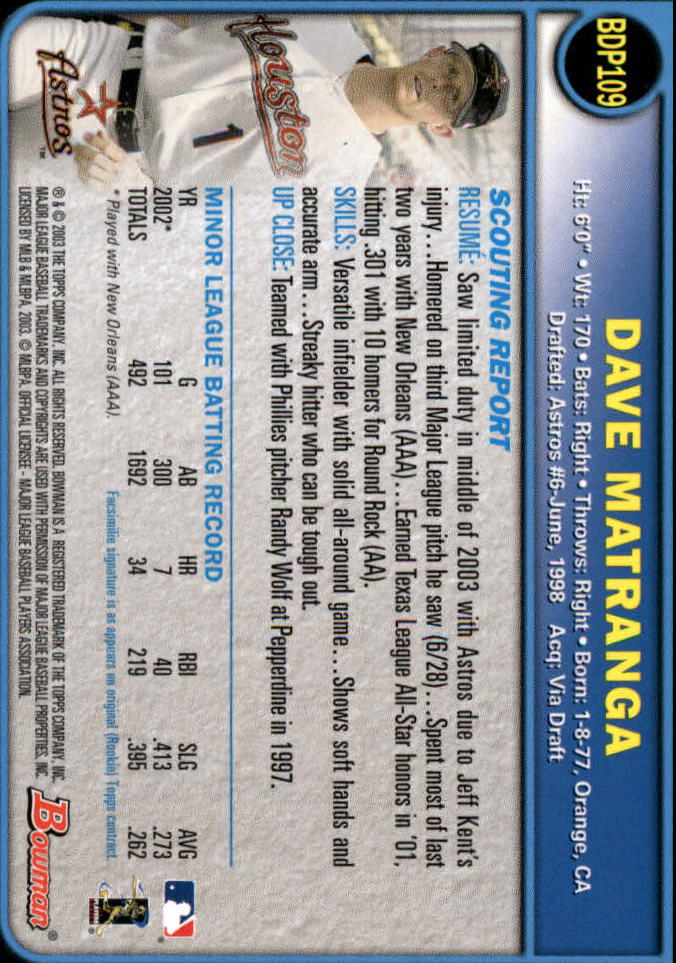 BDP109
DAVE MATRANGA
Ht: 6'0" • Wt: 170 • Bats: Right • Throws: Right • Born: 1-8-77, Orange, CA
Drafted: Astros #6-June, 1998 Acq: Via Draft
SCOUTING REPORT
RESUMÉ: Saw limited duty in middle of 2003 with Astros due to Jeff Kent's
injury...Homered on third Major League pitch he saw (6/28)...Spent most of last
two years with New Orleans (AAA)...Earned Texas League All-Star honors in '01,
hitting .301 with 10 homers for Round Rock (AA).
SKILLS: Versatile infielder with solid all-around game...Shows soft hands and
accurate arm...Streaky hitter who can be tough out.
UP CLOSE: Teamed with Phillies pitcher Randy Wolf at Pepperdine in 1997.
Houston
1
Astros™
MINOR LEAGUE BATTING RECORD
YR G AB HR RBI SLG AVG
2002* 101 300 7 40 .413 .273
TOTALS 492 1692 34 219 .395 .262
* Played with New Orleans (AAA).
Facsimile signature is as appears on original (Rookie) Topps contract.
® & © 2003 THE TOPPS COMPANY, INC. ALL RIGHTS RESERVED. BOWMAN IS A REGISTERED TRADEMARK OF THE TOPPS COMPANY, INC.
MAJOR LEAGUE BASEBALL TRADEMARKS AND COPYRIGHTS ARE USED WITH PERMISSION OF MAJOR LEAGUE BASEBALL PROPERTIES, INC.
LICENSED BY MLB & MLBPA, 2003. © MLBPA. OFFICIAL LICENSEE - MAJOR LEAGUE BASEBALL PLAYERS ASSOCIATION.
Bowman®